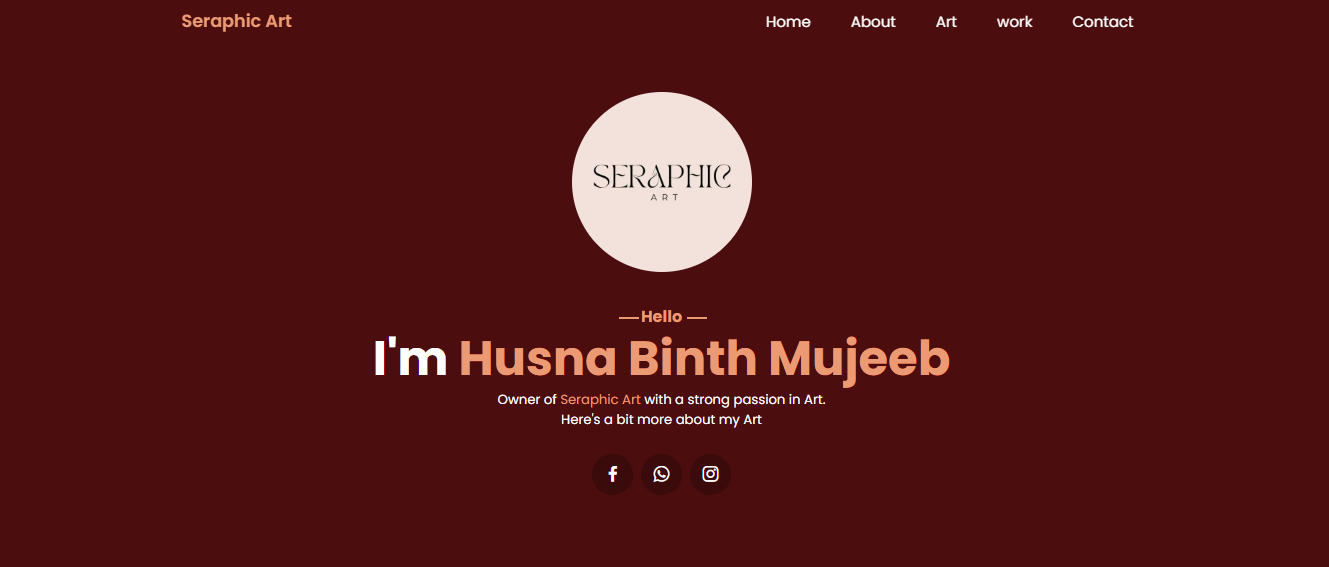 Seraphic Art
Home About Art work Contact
SERAPHIC
ART
Hello
I'm Husna Binth Mujeeb
Owner of Seraphic Art with a strong passion in Art.
Here's a bit more about my Art